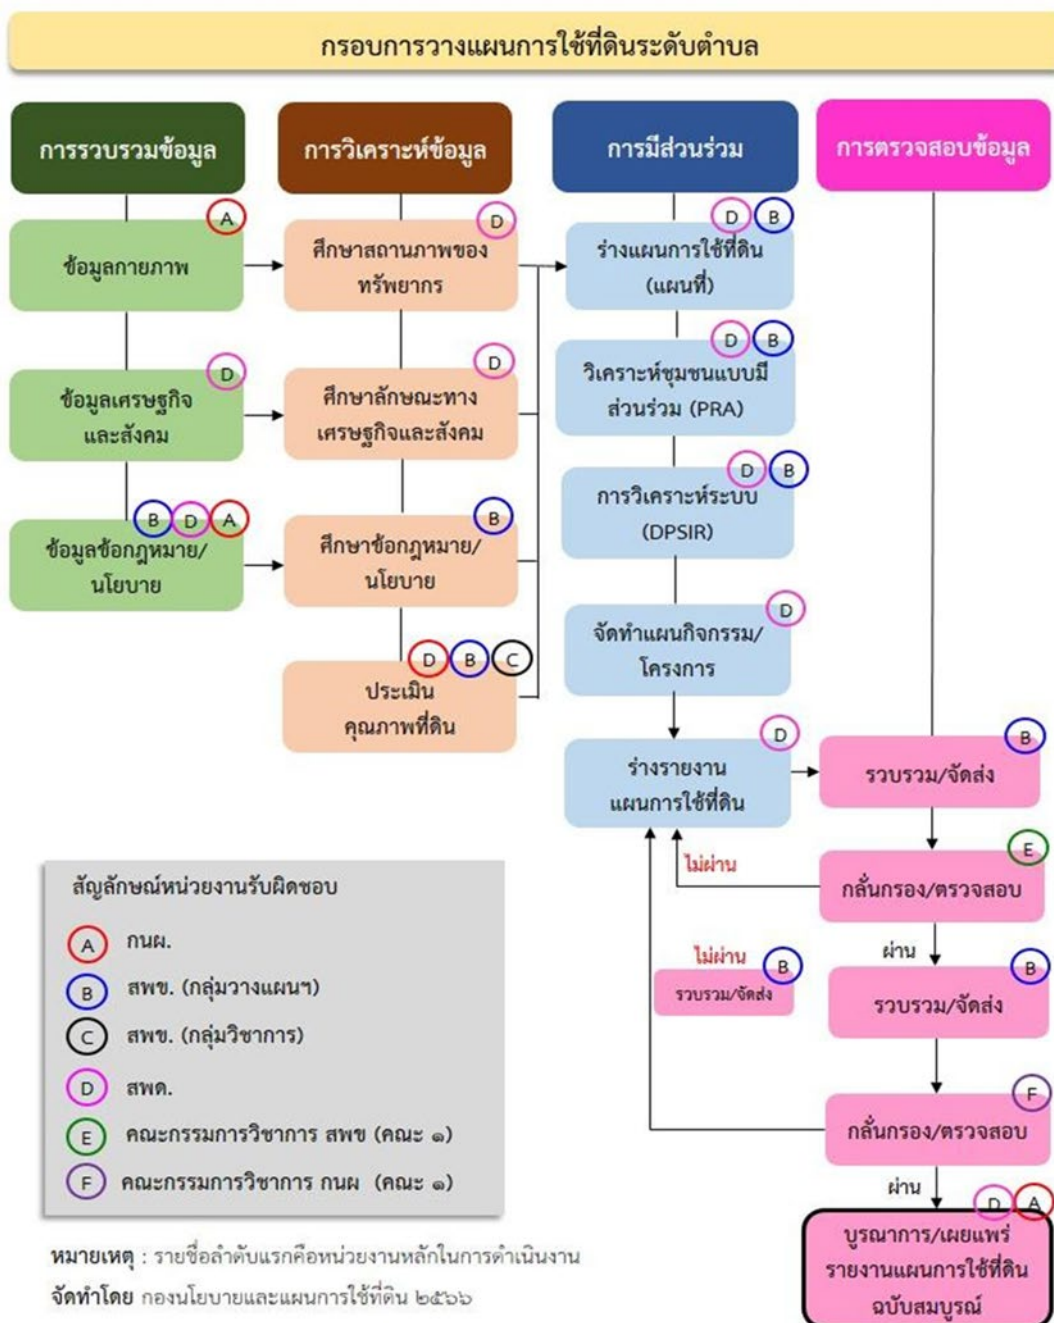 กรอบการวางแผนการใช้ที่ดินระดับตำบล
การรวบรวมข้อมูล
A
ข้อมูลกายภาพ
D
ข้อมูลเศรษฐกิจ
และสังคม
B D A
ข้อมูลข้อกฎหมาย/
นโยบาย
การวิเคราะห์ข้อมูล
D
ศึกษาสถานภาพของ
ทรัพยากร
D
ศึกษาลักษณะทาง
เศรษฐกิจและสังคม
B
ศึกษาข้อกฎหมาย/
นโยบาย
D B C
ประเมิน
คุณภาพที่ดิน
การมีส่วนร่วม
D B
ร่างแผนการใช้ที่ดิน
(แผนที่)
D B
วิเคราะห์ชุมชนแบบมี
ส่วนร่วม (PRA)
D B
การวิเคราะห์ระบบ
(DPSIR)
D
จัดทำแผนกิจกรรม/
โครงการ
D
ร่างรายงาน
แผนการใช้ที่ดิน
การตรวจสอบข้อมูล
B
รวบรวม/จัดส่ง
E
กลั่นกรอง/ตรวจสอบ
ไม่ผ่าน
ผ่าน
B
รวบรวม/จัดส่ง
ไม่ผ่าน
B
รวบรวม/จัดส่ง
F
กลั่นกรอง/ตรวจสอบ
ผ่าน
D A
บูรณาการ/เผยแพร่
รายงานแผนการใช้ที่ดิน
ฉบับสมบูรณ์
สัญลักษณ์หน่วยงานรับผิดชอบ
A กนผ.
B สพข. (กลุ่มวางแผนฯ)
C สพข. (กลุ่มวิชาการ)
D สพด.
E คณะกรรมการวิชาการ สพข (คณะ ๑)
F คณะกรรมการวิชาการ กนผ (คณะ ๑)
หมายเหตุ : รายชื่อลำดับแรกคือหน่วยงานหลักในการดำเนินงาน
จัดทำโดย กองนโยบายและแผนการใช้ที่ดิน ๒๕๖๖